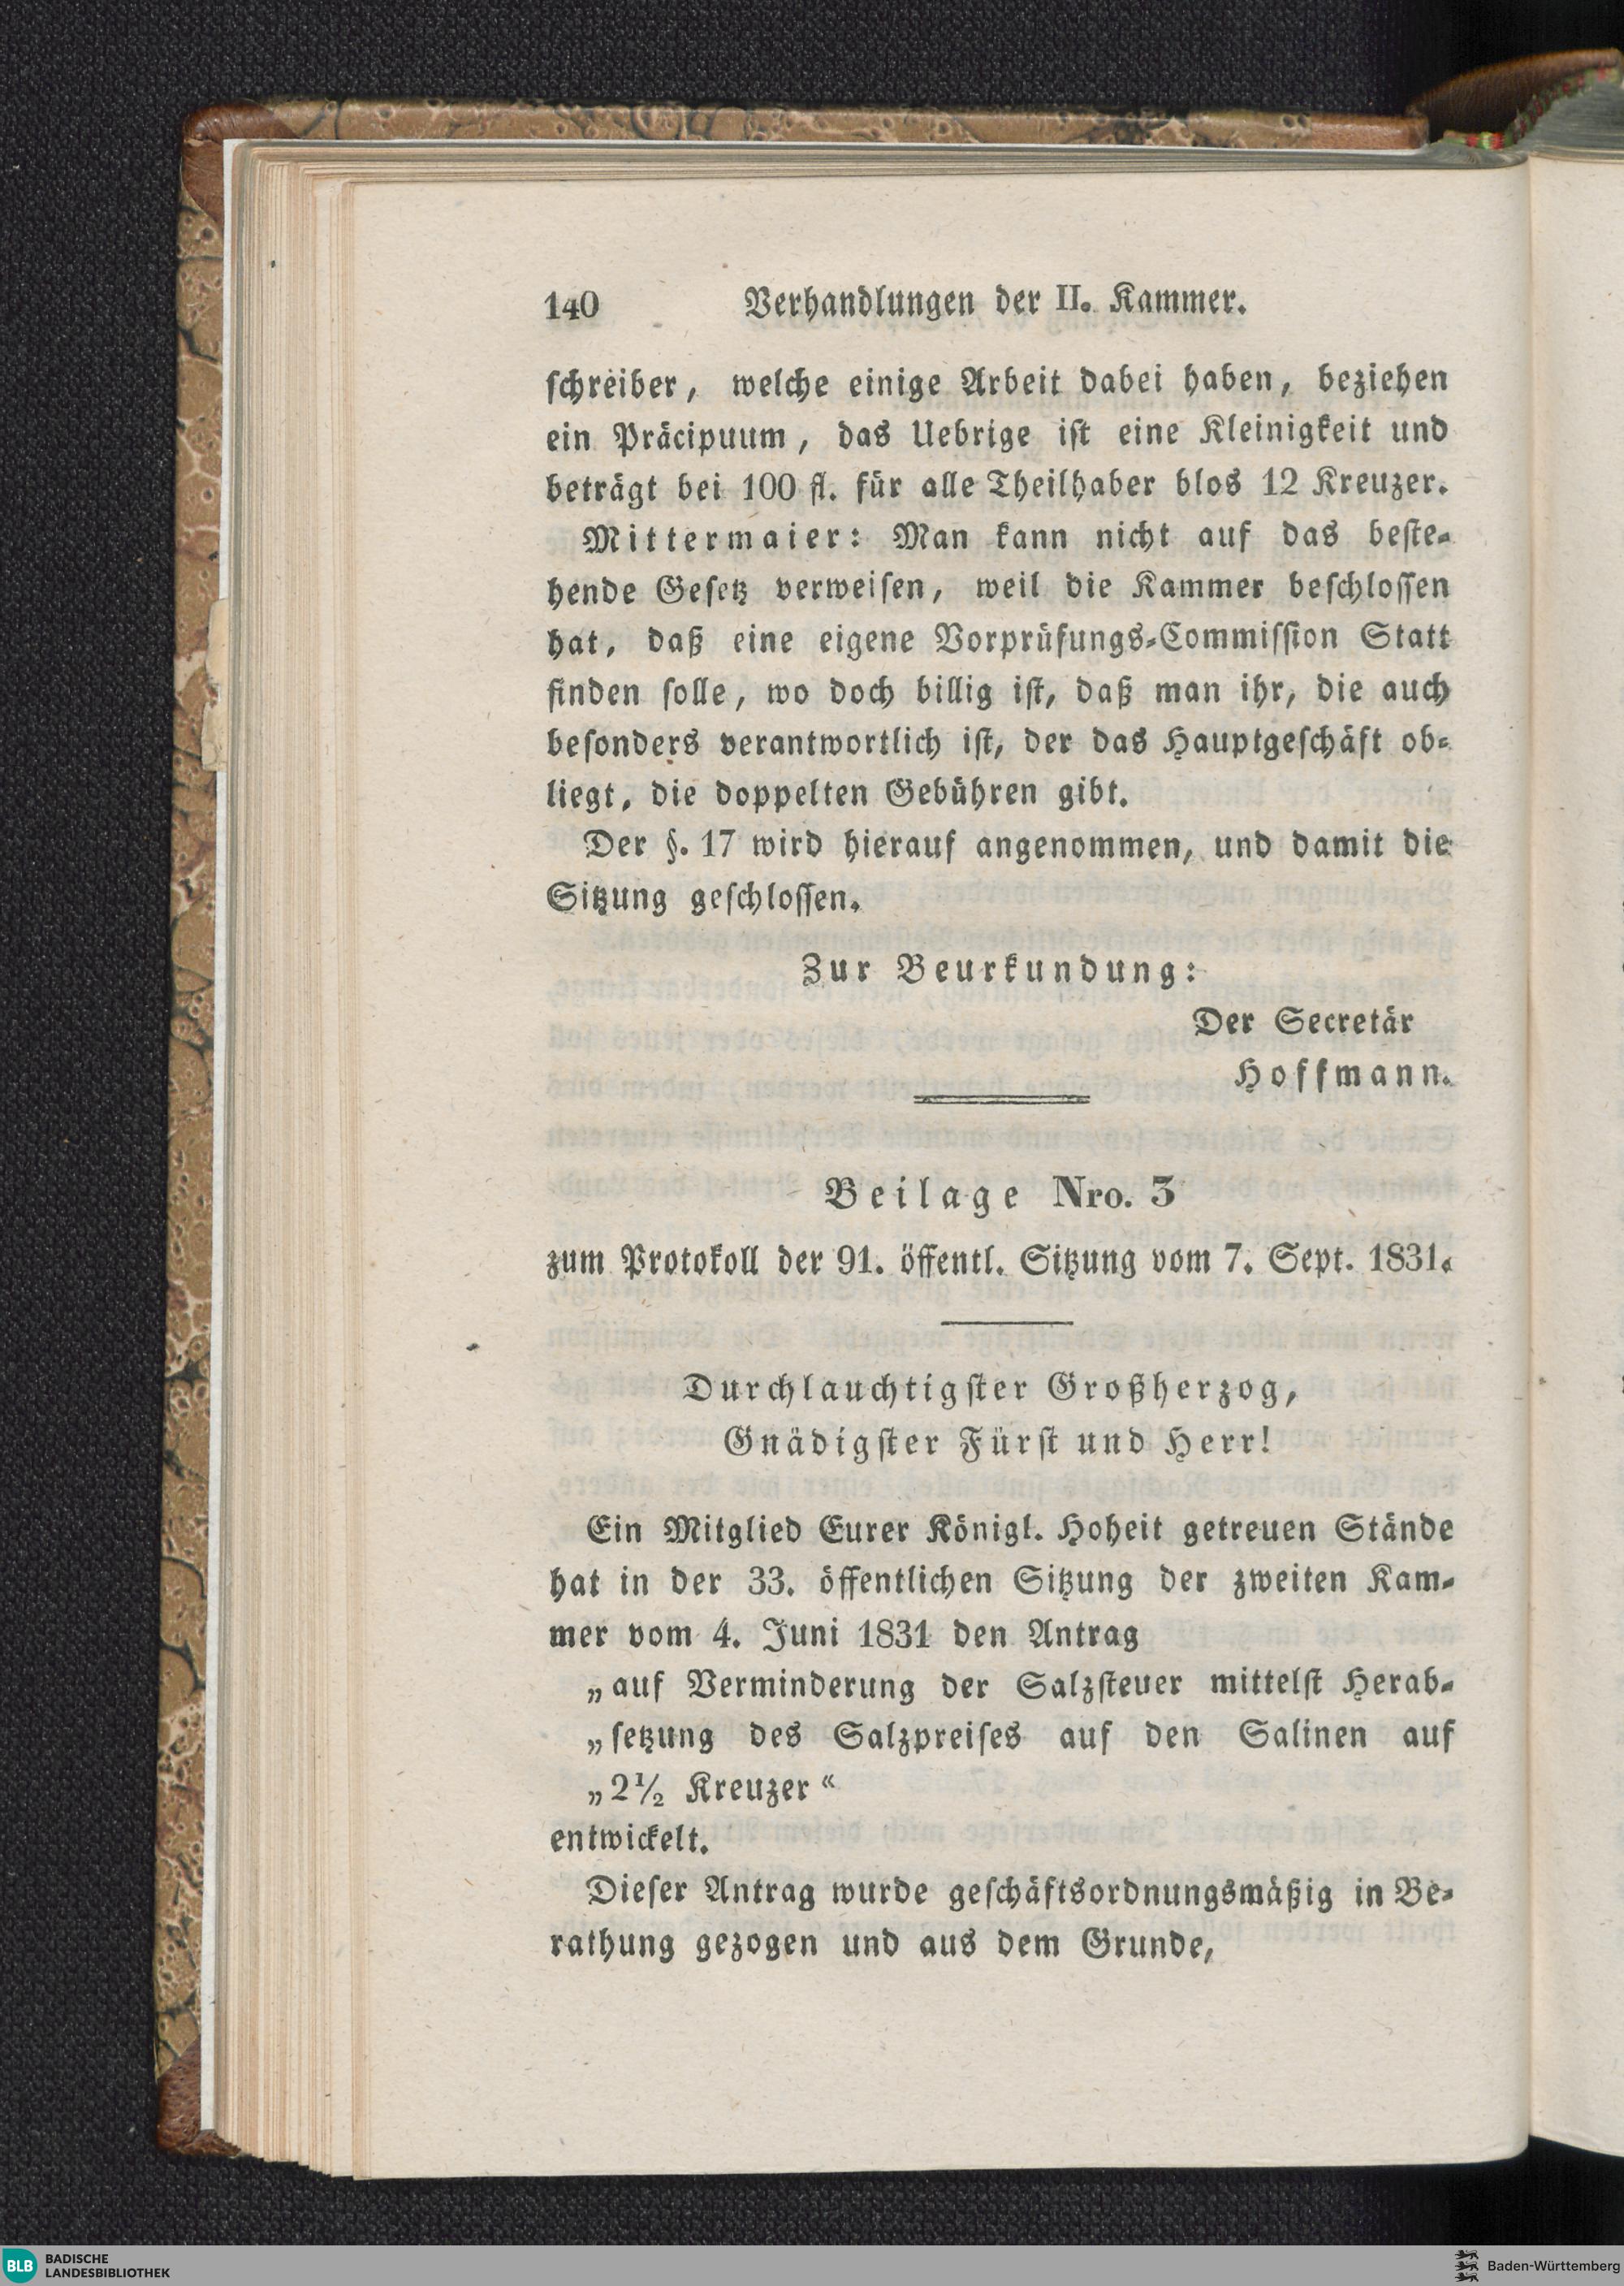 140 Verhandlungen der II. Kammer.
schreiber, welche einige Arbeit dabei haben, beziehen
ein Präcipuum, das Uebrige ist eine Kleinigkeit und
beträgt bei 100 fl. für alle Theilhaber blos 12 Kreuzer.
Mittermaier: Man kann nicht auf das beste-
hende Gesetz verweisen, weil die Kammer beschlossen
hat, daß eine eigene Vorprüfungs-Commission Statt
finden solle, wo doch billig ist, daß man ihr, die auch
besonders verantwortlich ist, der das Hauptgeschäft ob-
liegt, die doppelten Gebühren gibt.
Der §. 17 wird hierauf angenommen, und damit die
Sitzung geschlossen.
Zur Beurkundung:
Der Secretär
Hoffmann.
Beilage Nro. 3
zum Protokoll der 91. öffentl. Sitzung vom 7. Sept. 1831.
Durchlauchtigster Großherzog,
Gnädigster Fürst und Herr!
Ein Mitglied Eurer Königl. Hoheit getreuen Stände
hat in der 33. öffentlichen Sitzung der zweiten Kam-
mer vom 4. Juni 1831 den Antrag
„auf Verminderung der Salzsteuer mittelst Herab-
„setzung des Salzpreises auf den Salinen auf
„2½ Kreuzer“
entwickelt.
Dieser Antrag wurde geschäftsordnungsmäßig in Be-
rathung gezogen und aus dem Grunde,
BLB BADISCHE
LANDESBIBLIOTHEK
Baden-Württemberg